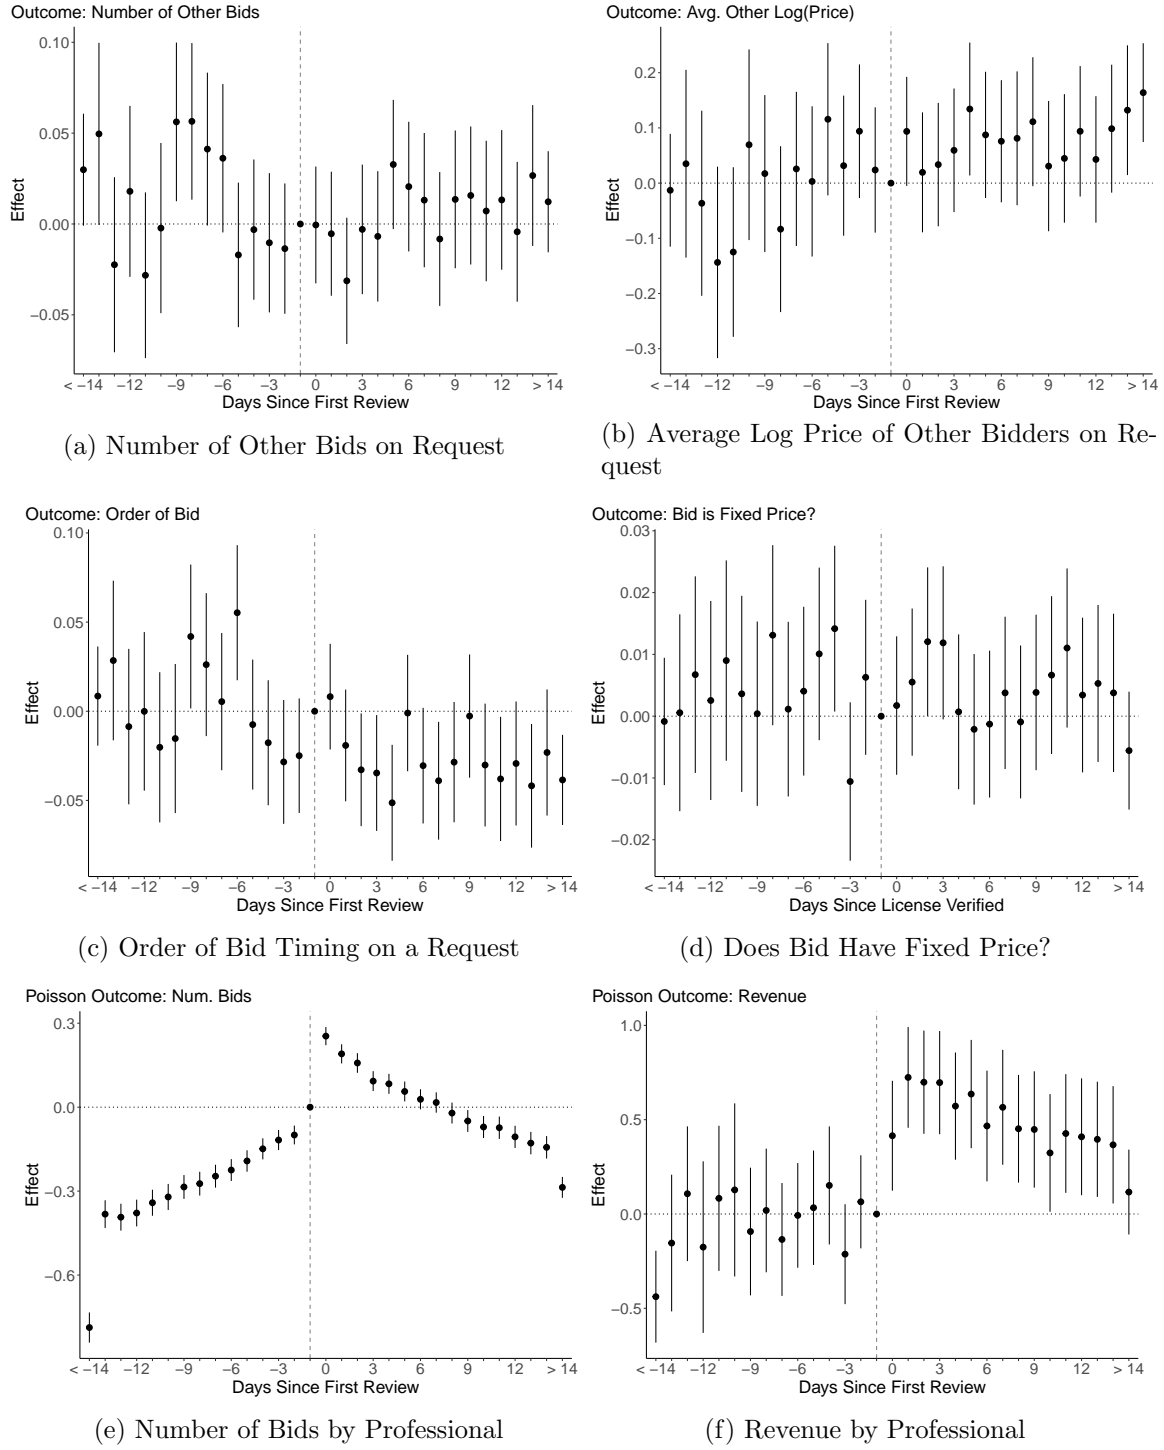 Outcome: Number of Other Bids
0.10
0.05
0.00
−0.05
Effect
< −14 −12 −9 −6 −3 0 3 6 9 12 > 14
Days Since First Review
(a) Number of Other Bids on Request
Outcome: Avg. Other Log(Price)
0.2
0.1
0.0
−0.1
−0.2
−0.3
Effect
< −14 −12 −9 −6 −3 0 3 6 9 12 > 14
Days Since First Review
(b) Average Log Price of Other Bidders on Re-
quest
Outcome: Order of Bid
0.10
0.05
0.00
−0.05
Effect
< −14 −12 −9 −6 −3 0 3 6 9 12 > 14
Days Since First Review
(c) Order of Bid Timing on a Request
Outcome: Bid is Fixed Price?
0.03
0.02
0.01
0.00
−0.01
−0.02
Effect
< −14 −12 −9 −6 −3 0 3 6 9 12 > 14
Days Since License Verified
(d) Does Bid Have Fixed Price?
Poisson Outcome: Num. Bids
0.3
0.0
−0.3
−0.6
Effect
< −14 −12 −9 −6 −3 0 3 6 9 12 > 14
Days Since First Review
(e) Number of Bids by Professional
Poisson Outcome: Revenue
1.0
0.5
0.0
−0.5
Effect
< −14 −12 −9 −6 −3 0 3 6 9 12 > 14
Days Since First Review
(f) Revenue by Professional